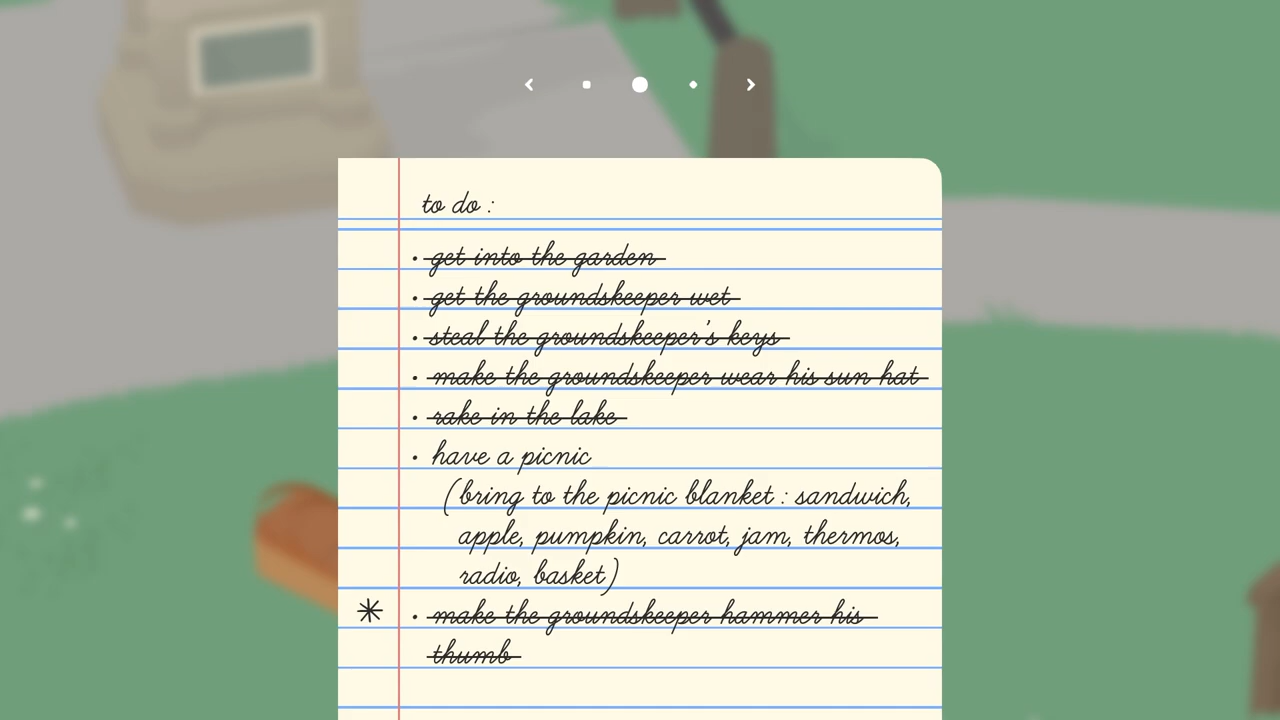 to do :
• get into the garden
• get the groundskeeper wet
• steal the groundskeeper's keys
• make the groundskeeper wear his sun hat
• rake in the lake
• have a picnic
(bring to the picnic blanket : sandwich,
apple, pumpkin, carrot, jam, thermos,
radio, basket)
* • make the groundskeeper hammer his
thumb